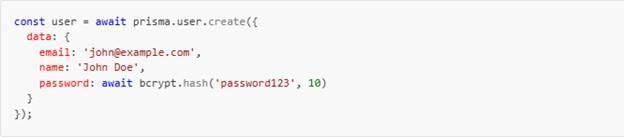 const user = await prisma.user.create({
  data: {
    email: 'john@example.com',
    name: 'John Doe',
    password: await bcrypt.hash('password123', 10)
  }
});